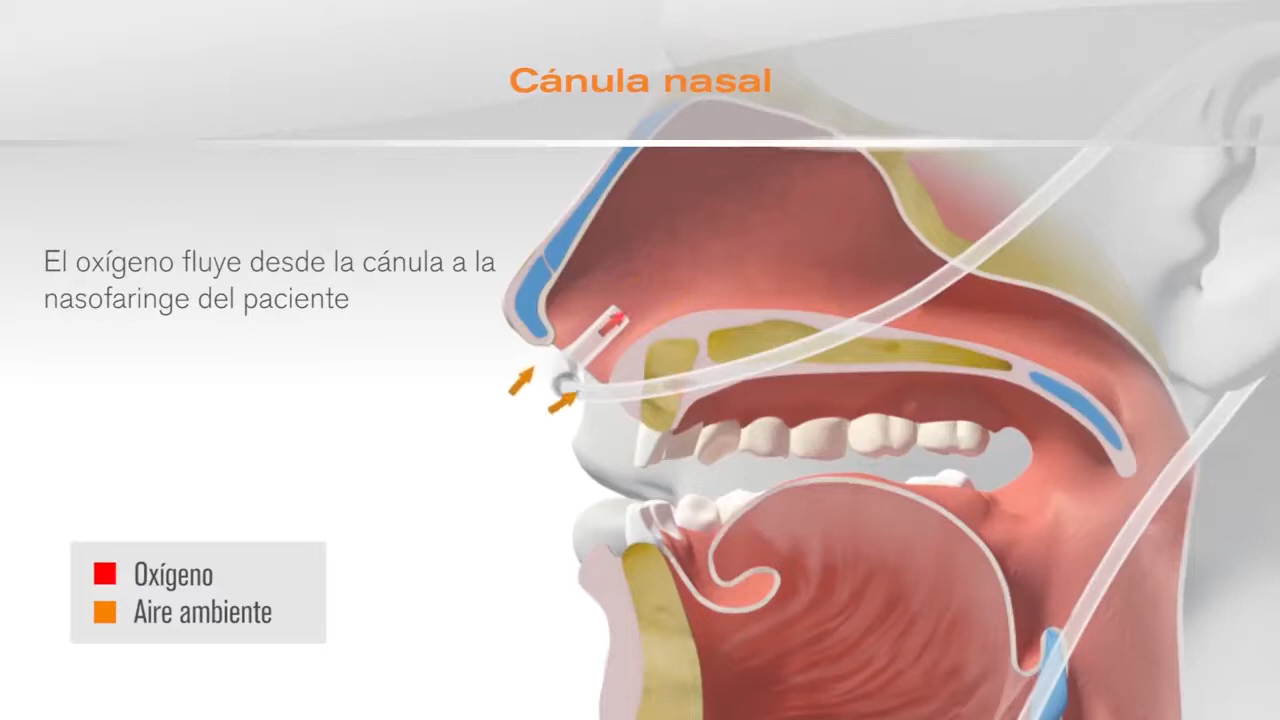 Cánula nasal
El oxígeno fluye desde la cánula a la
nasofaringe del paciente
Oxígeno
Aire ambiente